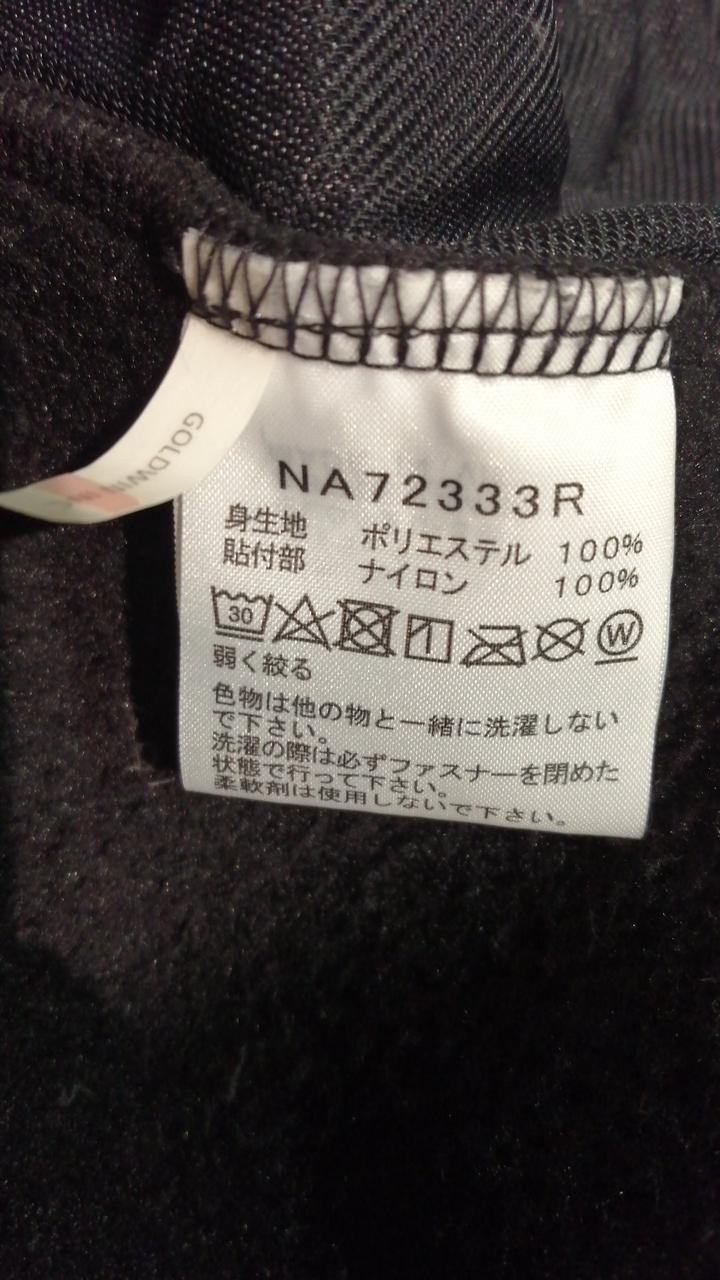 GOLDWIN
NA72333R
身生地 ポリエステル 100%
貼付部 ナイロン 100%
30
W
弱く絞る
色物は他の物と一緒に洗濯しない
で下さい。
洗濯の際は必ずファスナーを閉めた
状態で行って下さい。
柔軟剤は使用しないで下さい。